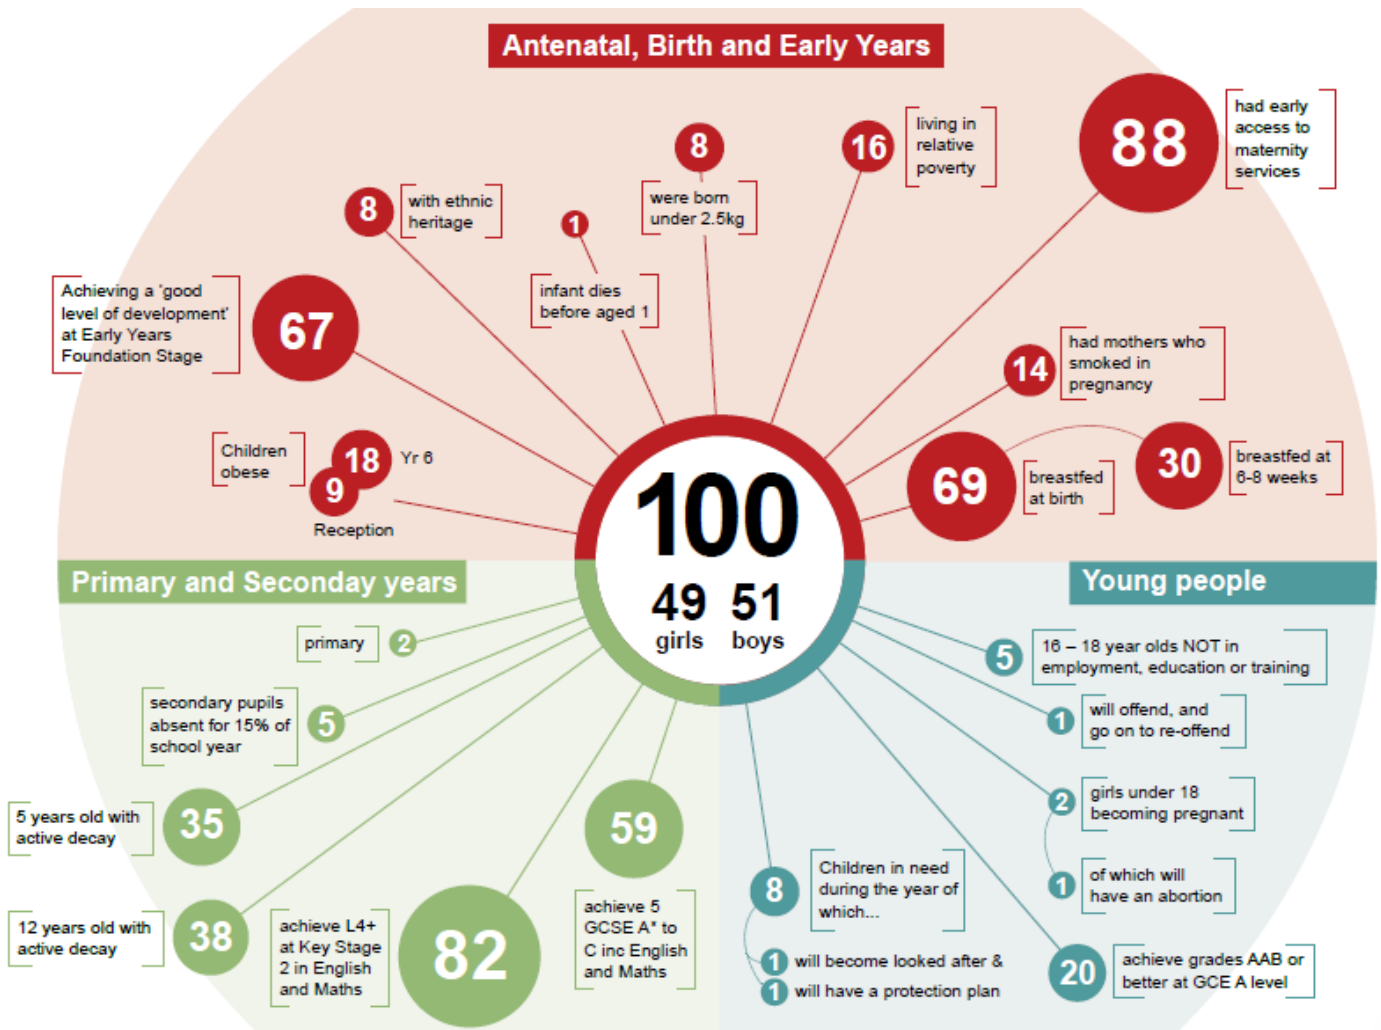 Antenatal, Birth and Early Years
88
had early
access to
maternity
services
16
living in
relative
poverty
8
were born
under 2.5kg
8
with ethnic
heritage
1
infant dies
before aged 1
Achieving a 'good
level of development'
at Early Years
Foundation Stage
67
14
had mothers who
smoked in
pregnancy
Children
obese
18
Yr 6
9
Reception
69
breastfed
at birth
30
breastfed at
6-8 weeks
100
49
girls
51
boys
Primary and Seconday years
primary
2
secondary pupils
absent for 15% of
school year
5
5 years old with
active decay
35
12 years old with
active decay
38
achieve L4+
at Key Stage
2 in English
and Maths
82
59
achieve 5
GCSE A* to
C inc English
and Maths
Young people
5
16 – 18 year olds NOT in
employment, education or training
1
will offend, and
go on to re-offend
2
girls under 18
becoming pregnant
1
of which will
have an abortion
8
Children in need
during the year of
which...
1 will become looked after &
1 will have a protection plan
20
achieve grades AAB or
better at GCE A level